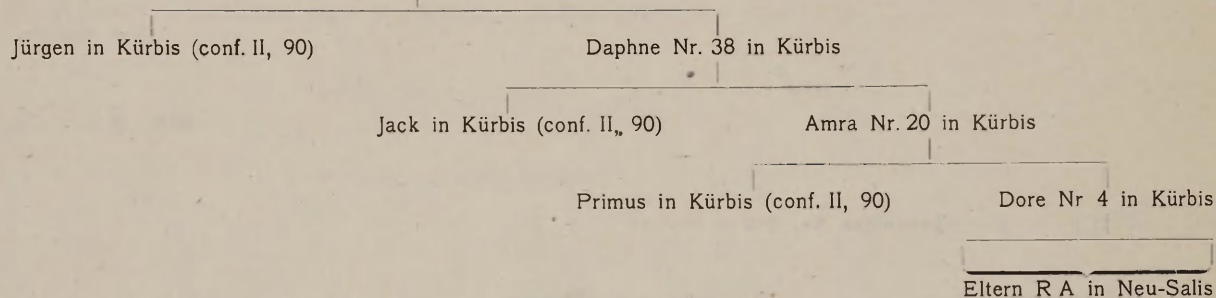 Jürgen in Kürbis (conf. II, 90) Daphne Nr. 38 in Kürbis
Jack in Kürbis (conf. II„ 90) Amra Nr. 20 in Kürbis
Primus in Kürbis (conf. II, 90) Dore Nr 4 in Kürbis
Eltern R A in Neu-Salis